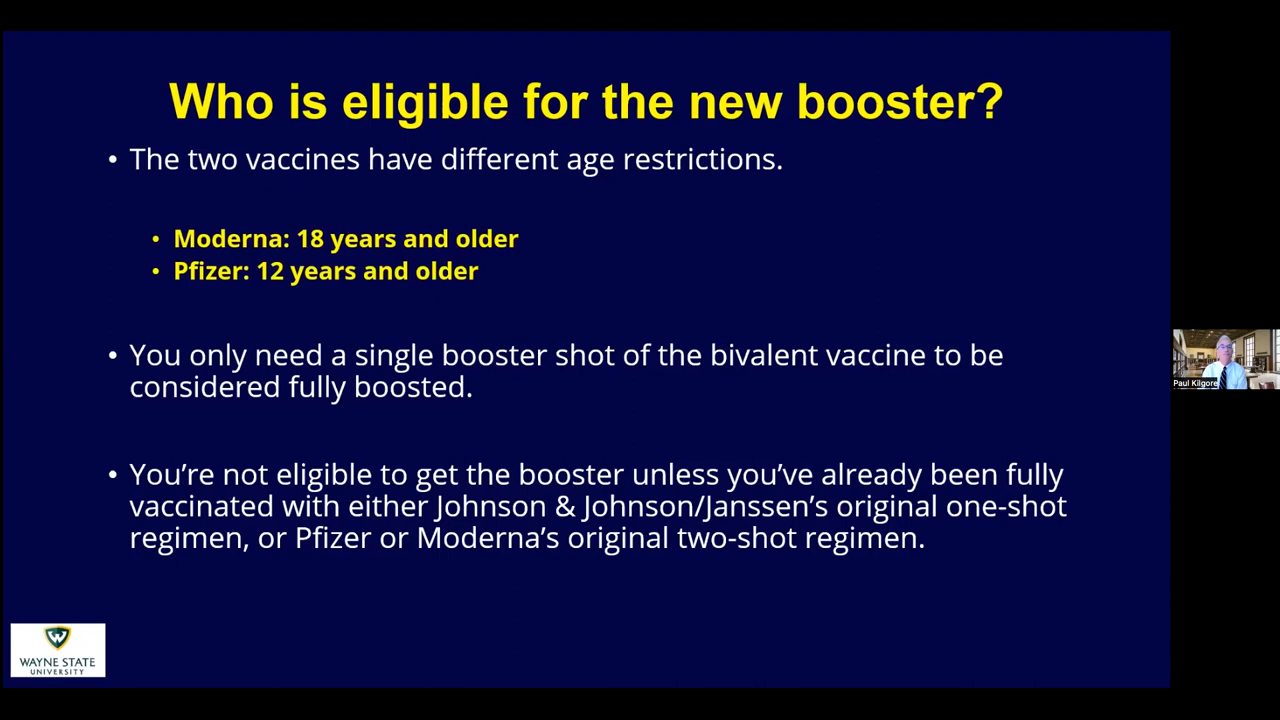 Who is eligible for the new booster?
• The two vaccines have different age restrictions.
• Moderna: 18 years and older
• Pfizer: 12 years and older
• You only need a single booster shot of the bivalent vaccine to be
considered fully boosted.
• You’re not eligible to get the booster unless you’ve already been fully
vaccinated with either Johnson & Johnson/Janssen’s original one-shot
regimen, or Pfizer or Moderna’s original two-shot regimen.
Paul Kilgore
W
WAYNE STATE
UNIVERSITY